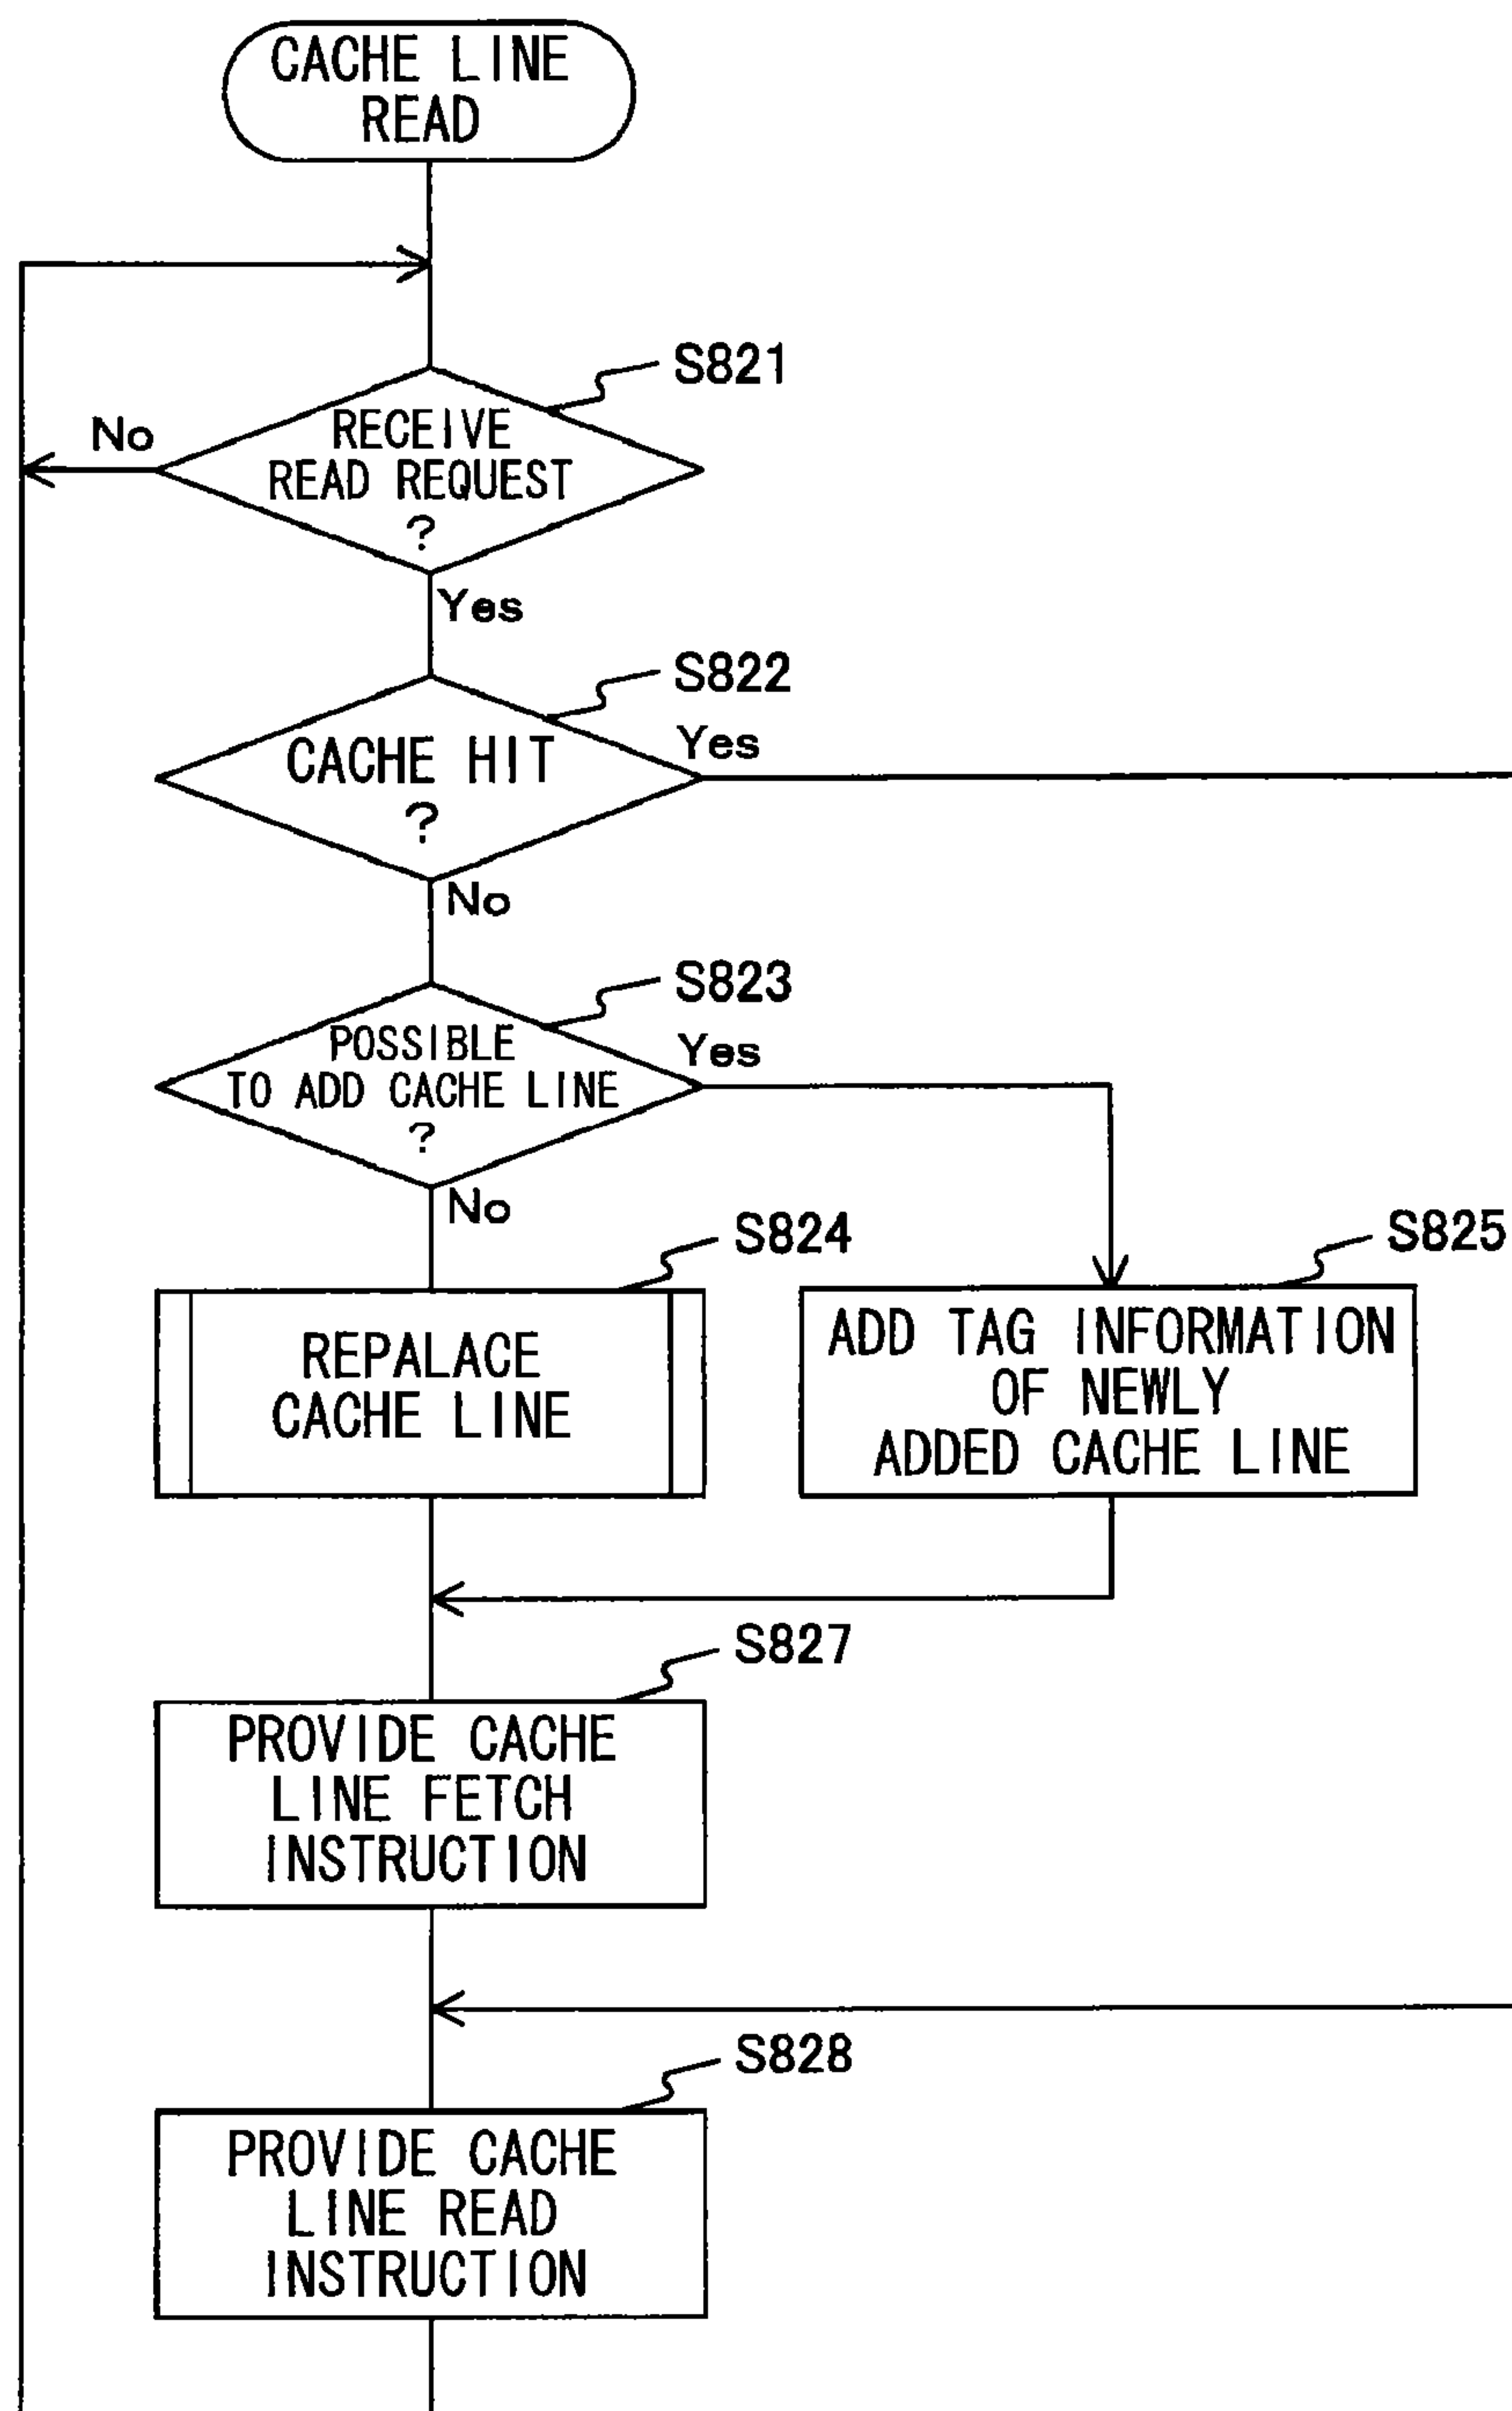 CACHE LINE
READ
S821
No
RECEIVE
READ REQUEST
?
Yes
S822
Yes
CACHE HIT
?
No
S823
Yes
POSSIBLE
TO ADD CACHE LINE
?
No
S824
S825
REPALACE
CACHE LINE
ADD TAG INFORMATION
OF NEWLY
ADDED CACHE LINE
S827
PROVIDE CACHE
LINE FETCH
INSTRUCTION
S828
PROVIDE CACHE
LINE READ
INSTRUCTION